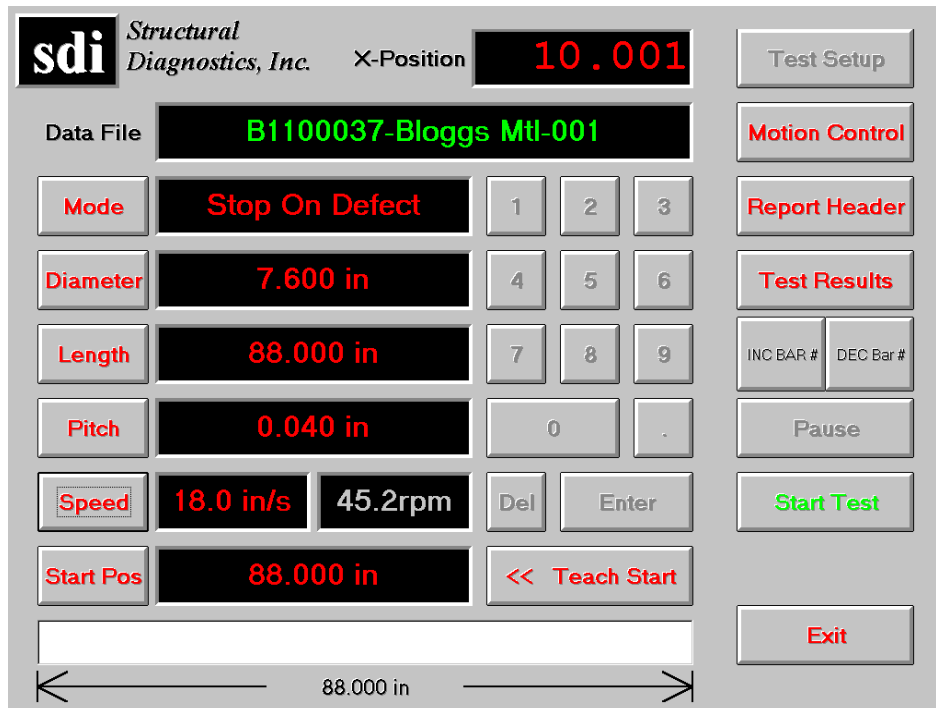 sdi
Structural
Diagnostics, Inc.
X-Position
10.001
Test Setup
Data File
B1100037-Bloggs Mtl-001
Motion Control
Mode
Stop On Defect
1
2
3
Report Header
Diameter
7.600 in
4
5
6
Test Results
Length
88.000 in
7
8
9
INC BAR #
DEC Bar #
Pitch
0.040 in
0
.
Pause
Speed
18.0 in/s
45.2rpm
Del
Enter
Start Test
Start Pos
88.000 in
<< Teach Start
Exit
88.000 in